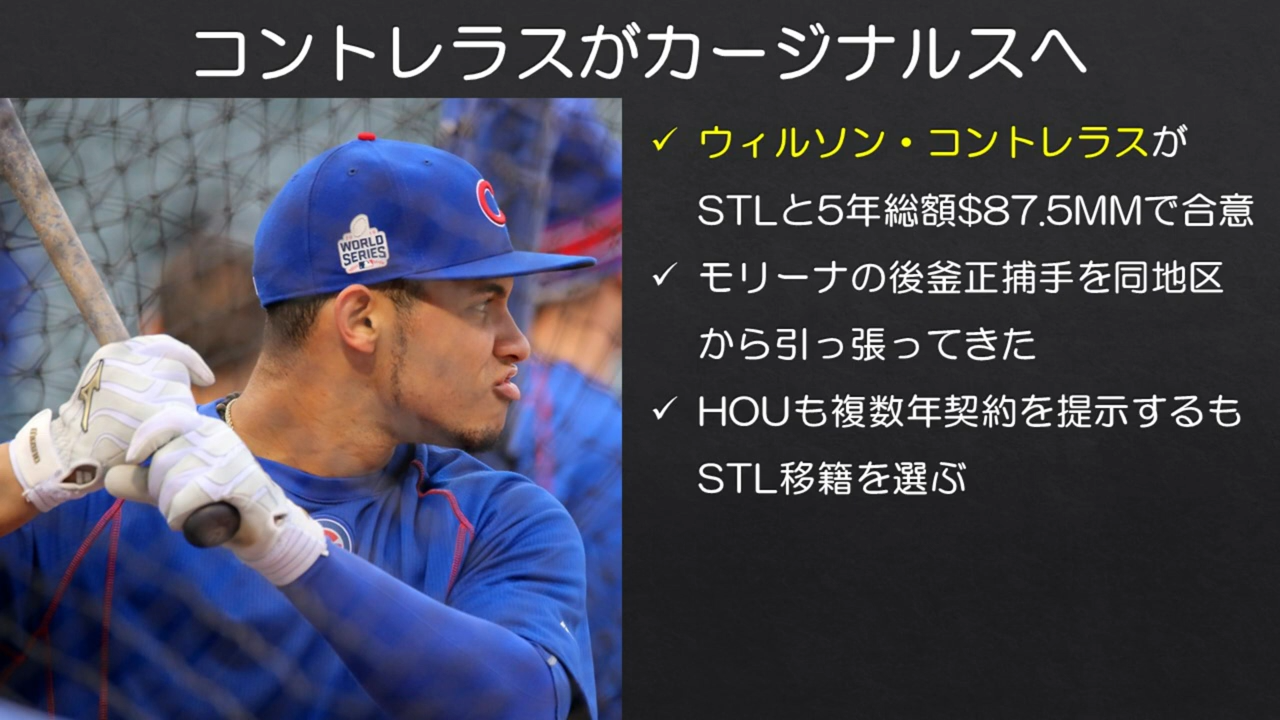 コントレラスがカージナルスへ
WORLD
SERIES
✓ ウィルソン・コントレラスが
STLと5年総額$87.5MMで合意
✓ モリーナの後釜正捕手を同地区
から引っ張ってきた
✓ HOUも複数年契約を提示するも
STL移籍を選ぶ